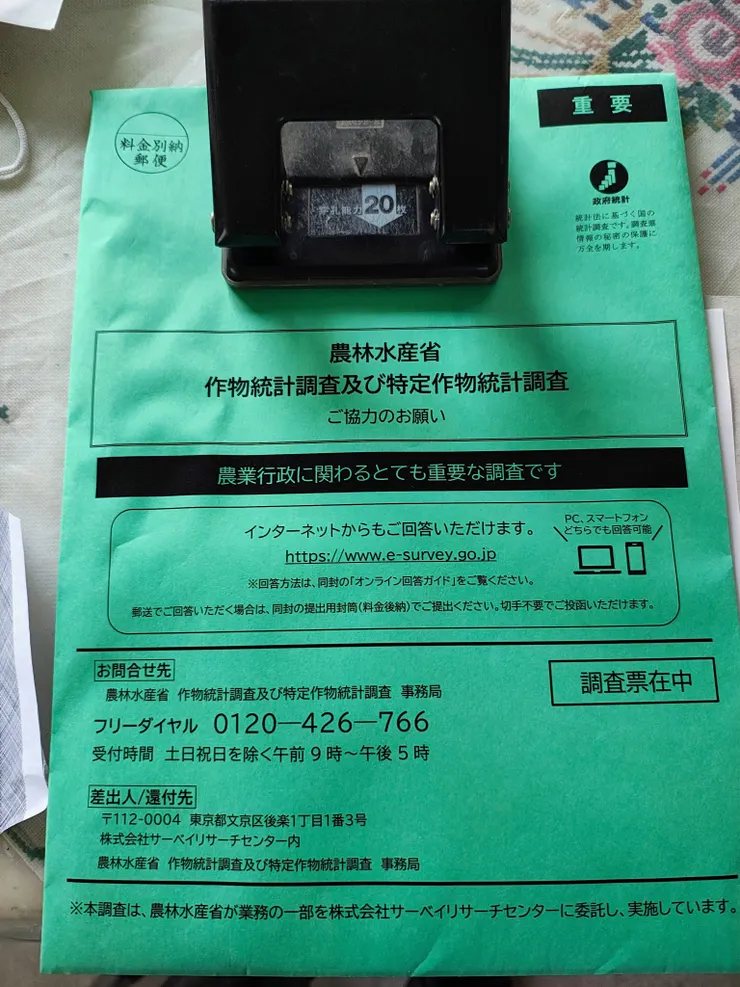 重要
料金別納
郵便
穿孔能力20枚
政府統計
統計法に基づく国の
統計調査です。調査票
情報の秘密の保護に
万全を期します。
農林水産省
作物統計調査及び特定作物統計調査
ご協力のお願い
農業行政に関わるとても重要な調査です
インターネットからもご回答いただけます。
https://www.e-survey.go.jp
PC、スマートフォン
どちらでも回答可能
※回答方法は、同封の「オンライン回答ガイド」をご覧ください。
郵送でご回答いただく場合は、同封の提出用封筒(料金後納)でご提出ください。切手不要でご投函いただけます。
お問合せ先
農林水産省 作物統計調査及び特定作物統計調査 事務局
フリーダイヤル 0120―426―766
受付時間 土日祝日を除く午前9時~午後5時
調査票在中
差出人/還付先
〒112-0004 東京都文京区後楽1丁目1番3号
株式会社サーベイリサーチセンター内
農林水産省 作物統計調査及び特定作物統計調査 事務局
※本調査は、農林水産省が業務の一部を株式会社サーベイリサーチセンターに委託し、実施しています。